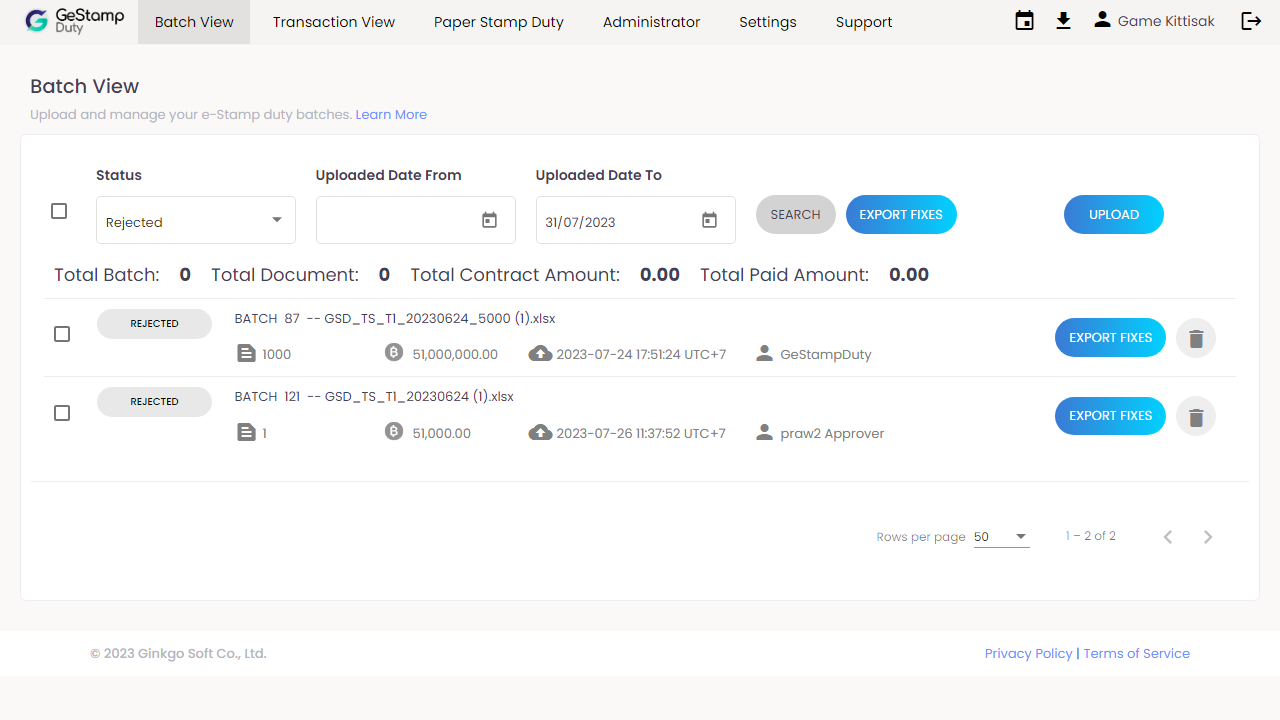 GeStamp
Duty
Batch View
Transaction View
Paper Stamp Duty
Administrator
Settings
Support
Game Kittisak
Batch View
Upload and manage your e-Stamp duty batches. Learn More
Status
Uploaded Date From
Uploaded Date To
Rejected
31/07/2023
SEARCH
EXPORT FIXES
UPLOAD
Total Batch: 0 Total Document: 0 Total Contract Amount: 0.00 Total Paid Amount: 0.00
REJECTED
BATCH 87 -- GSD_TS_T1_20230624_5000 (1).xlsx
1000
51,000,000.00
2023-07-24 17:51:24 UTC+7
GeStampDuty
EXPORT FIXES
REJECTED
BATCH 121 -- GSD_TS_T1_20230624 (1).xlsx
1
51,000.00
2023-07-26 11:37:52 UTC+7
praw2 Approver
EXPORT FIXES
Rows per page 50
1 – 2 of 2
© 2023 Ginkgo Soft Co., Ltd.
Privacy Policy | Terms of Service